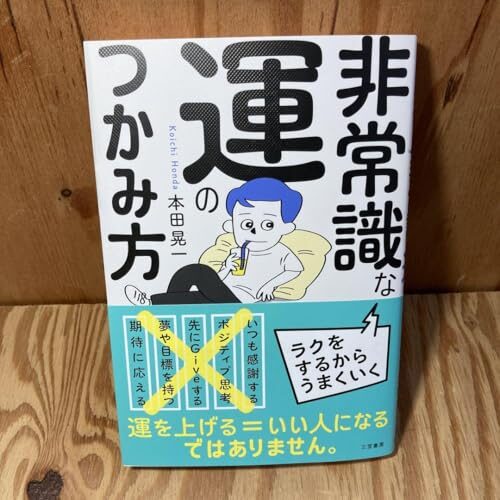 非常識な
運の
つかみ方
Koichi Honda
本田晃一
ラクを
するから
うまくいく
いつも感謝する
ポジティブ思考
先にGiveする
夢や目標を持つ
期待に応える
運を上げる=いい人になる
ではありません。
三笠書房